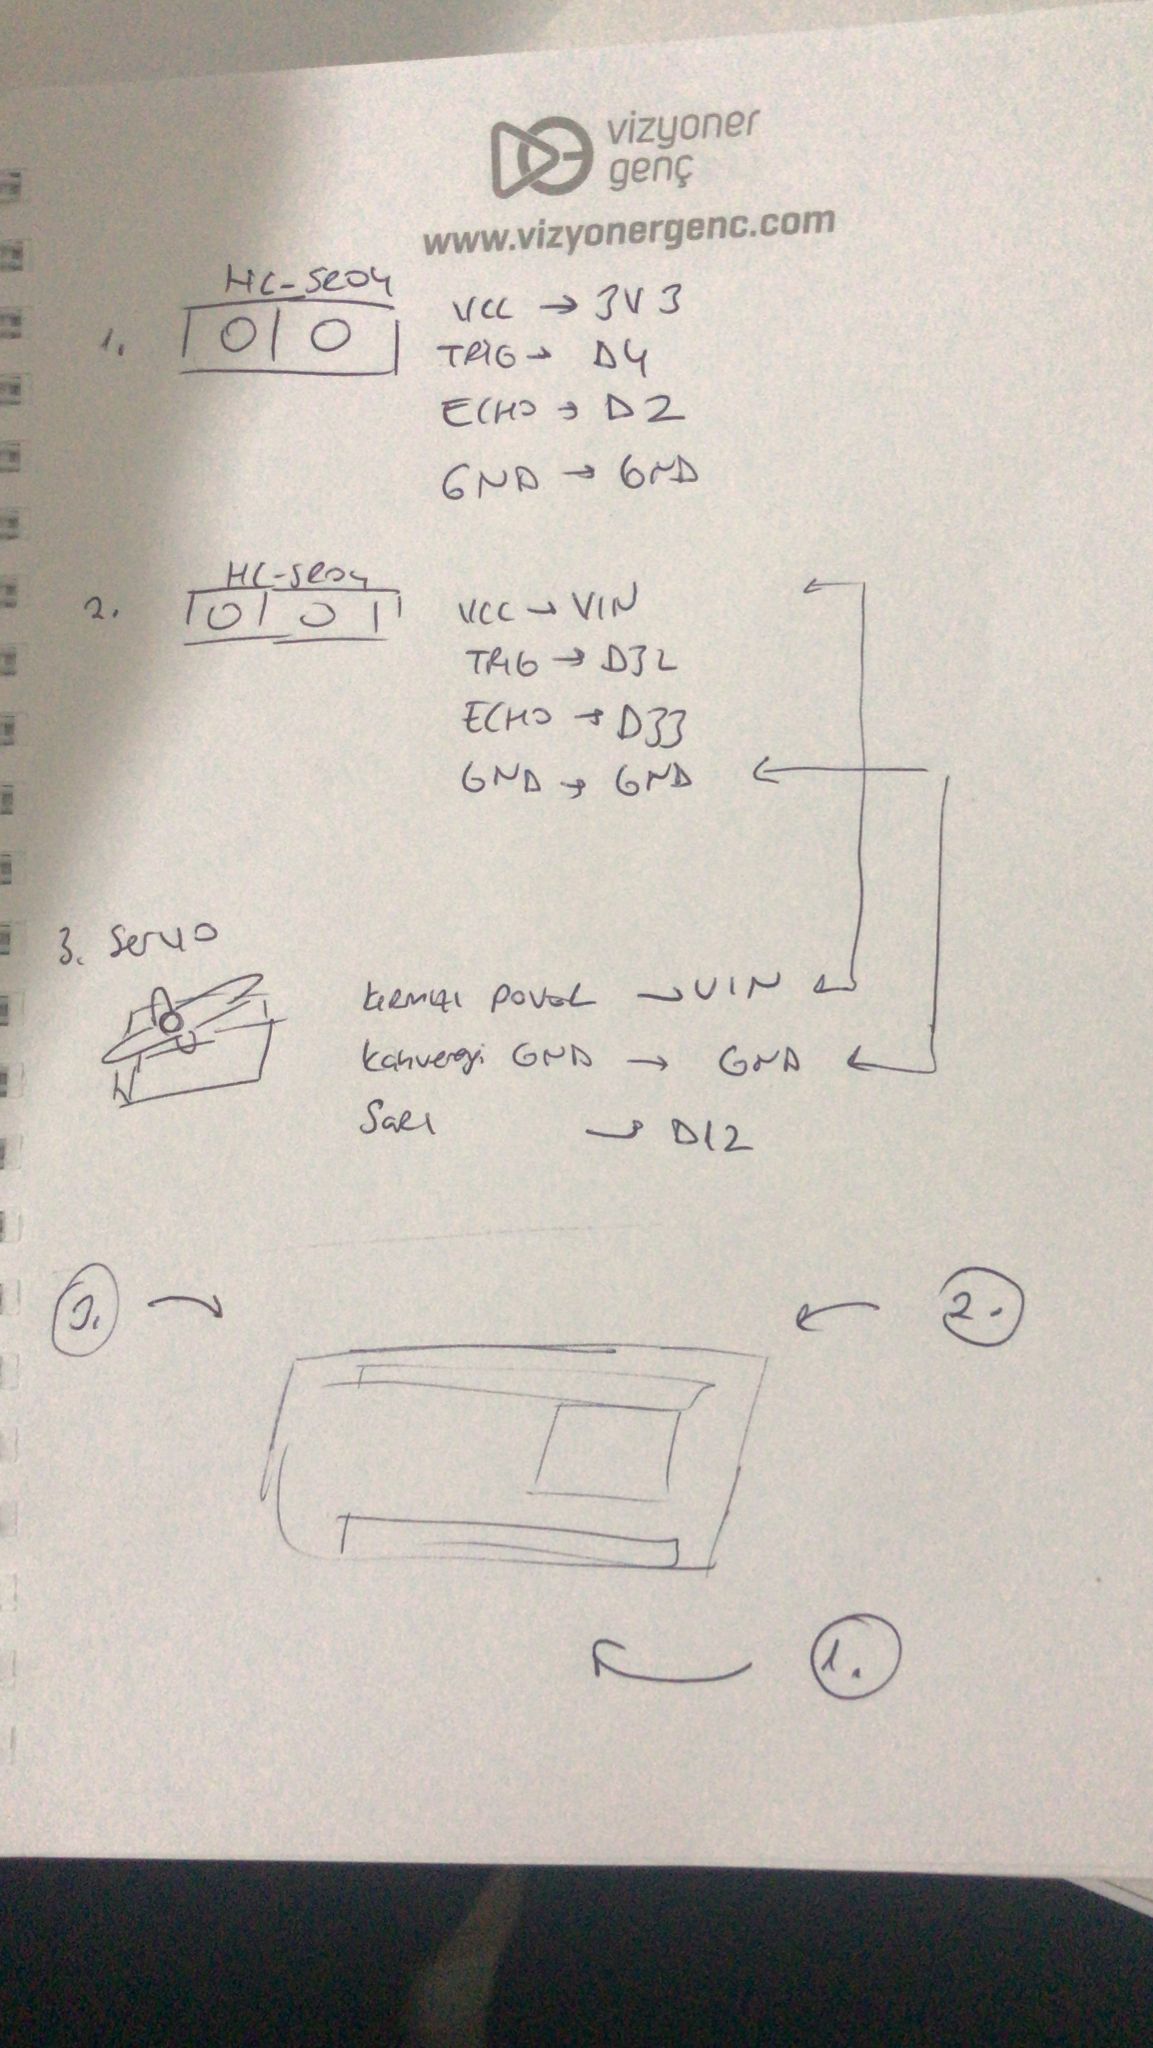 vizyoner
genç
www.vizyonergenc.com
HC-SR04
1.
VCC → 3V3
TRIG → D4
ECHO → D2
GND → GND
HC-SR04
2.
VCC → VIN
TRIG → D32
ECHO → D33
GND → GND
3. Servo
kırmızı power → VIN
kahverengi GND → GND
Sarı → D12
3.
2.
1.